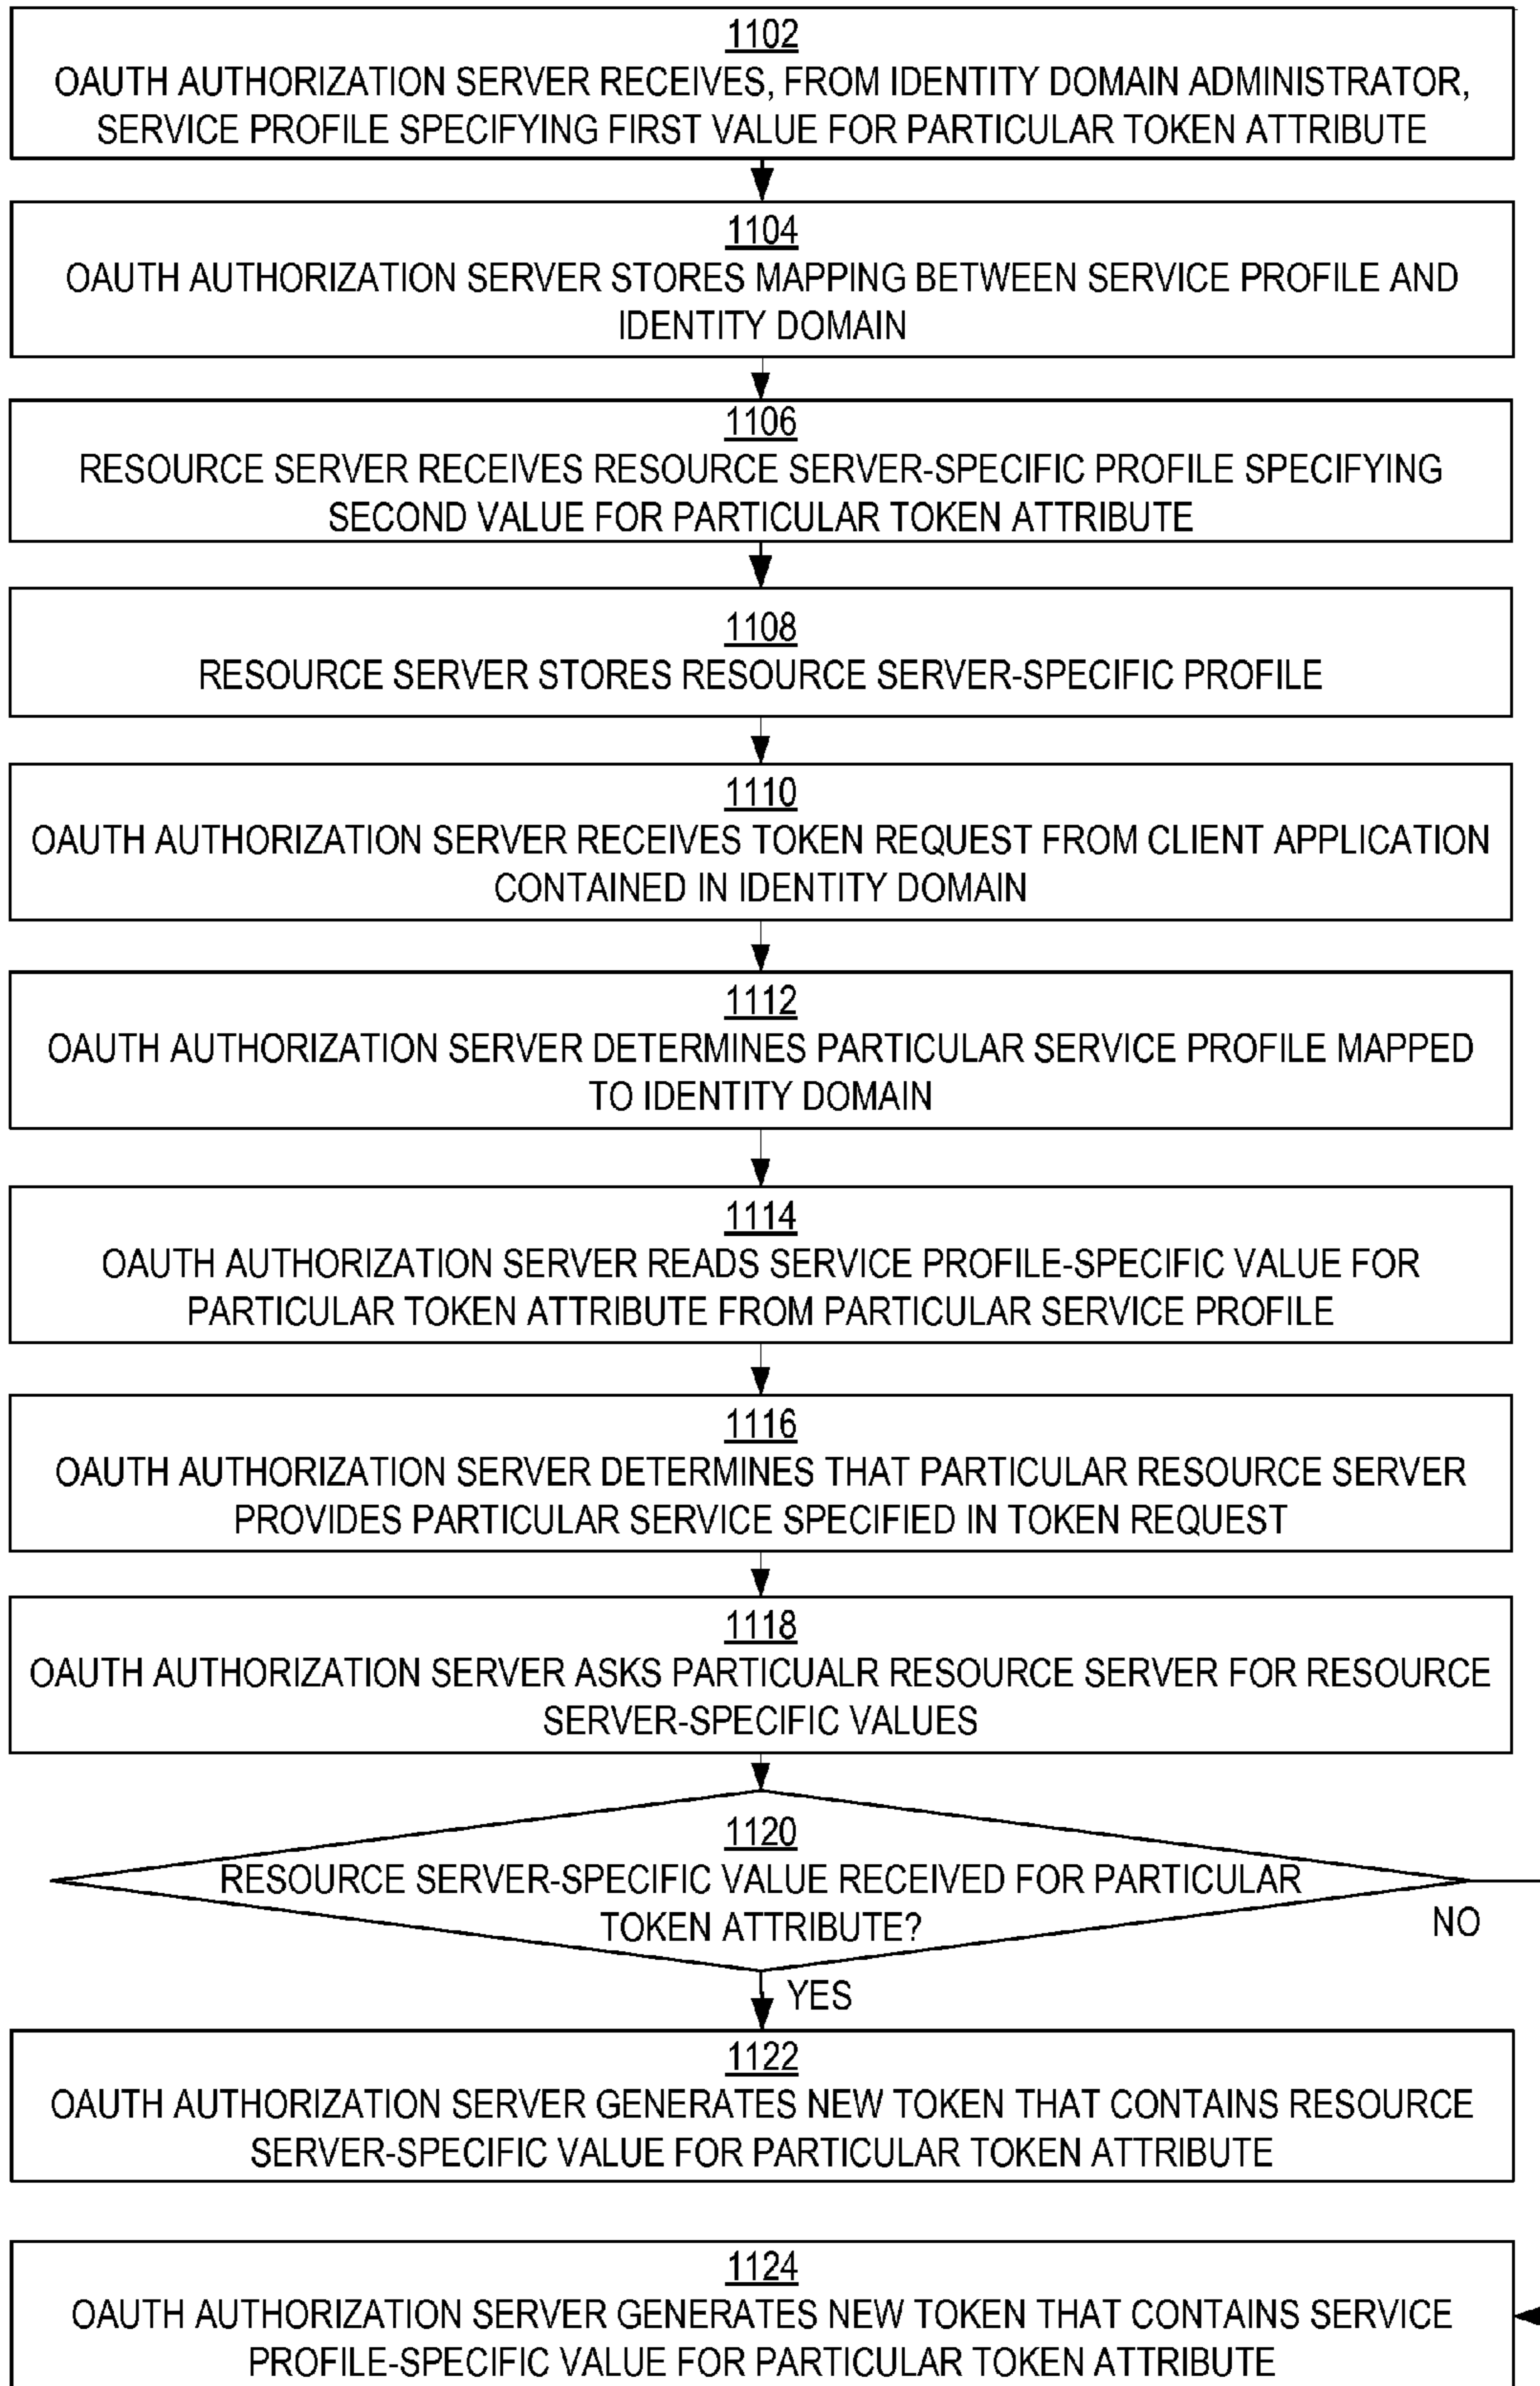 1102
OAUTH AUTHORIZATION SERVER RECEIVES, FROM IDENTITY DOMAIN ADMINISTRATOR,
SERVICE PROFILE SPECIFYING FIRST VALUE FOR PARTICULAR TOKEN ATTRIBUTE
1104
OAUTH AUTHORIZATION SERVER STORES MAPPING BETWEEN SERVICE PROFILE AND
IDENTITY DOMAIN
1106
RESOURCE SERVER RECEIVES RESOURCE SERVER-SPECIFIC PROFILE SPECIFYING
SECOND VALUE FOR PARTICULAR TOKEN ATTRIBUTE
1108
RESOURCE SERVER STORES RESOURCE SERVER-SPECIFIC PROFILE
1110
OAUTH AUTHORIZATION SERVER RECEIVES TOKEN REQUEST FROM CLIENT APPLICATION
CONTAINED IN IDENTITY DOMAIN
1112
OAUTH AUTHORIZATION SERVER DETERMINES PARTICULAR SERVICE PROFILE MAPPED
TO IDENTITY DOMAIN
1114
OAUTH AUTHORIZATION SERVER READS SERVICE PROFILE-SPECIFIC VALUE FOR
PARTICULAR TOKEN ATTRIBUTE FROM PARTICULAR SERVICE PROFILE
1116
OAUTH AUTHORIZATION SERVER DETERMINES THAT PARTICULAR RESOURCE SERVER
PROVIDES PARTICULAR SERVICE SPECIFIED IN TOKEN REQUEST
1118
OAUTH AUTHORIZATION SERVER ASKS PARTICUALR RESOURCE SERVER FOR RESOURCE
SERVER-SPECIFIC VALUES
1120
RESOURCE SERVER-SPECIFIC VALUE RECEIVED FOR PARTICULAR
TOKEN ATTRIBUTE?
NO
YES
1122
OAUTH AUTHORIZATION SERVER GENERATES NEW TOKEN THAT CONTAINS RESOURCE
SERVER-SPECIFIC VALUE FOR PARTICULAR TOKEN ATTRIBUTE
1124
OAUTH AUTHORIZATION SERVER GENERATES NEW TOKEN THAT CONTAINS SERVICE
PROFILE-SPECIFIC VALUE FOR PARTICULAR TOKEN ATTRIBUTE